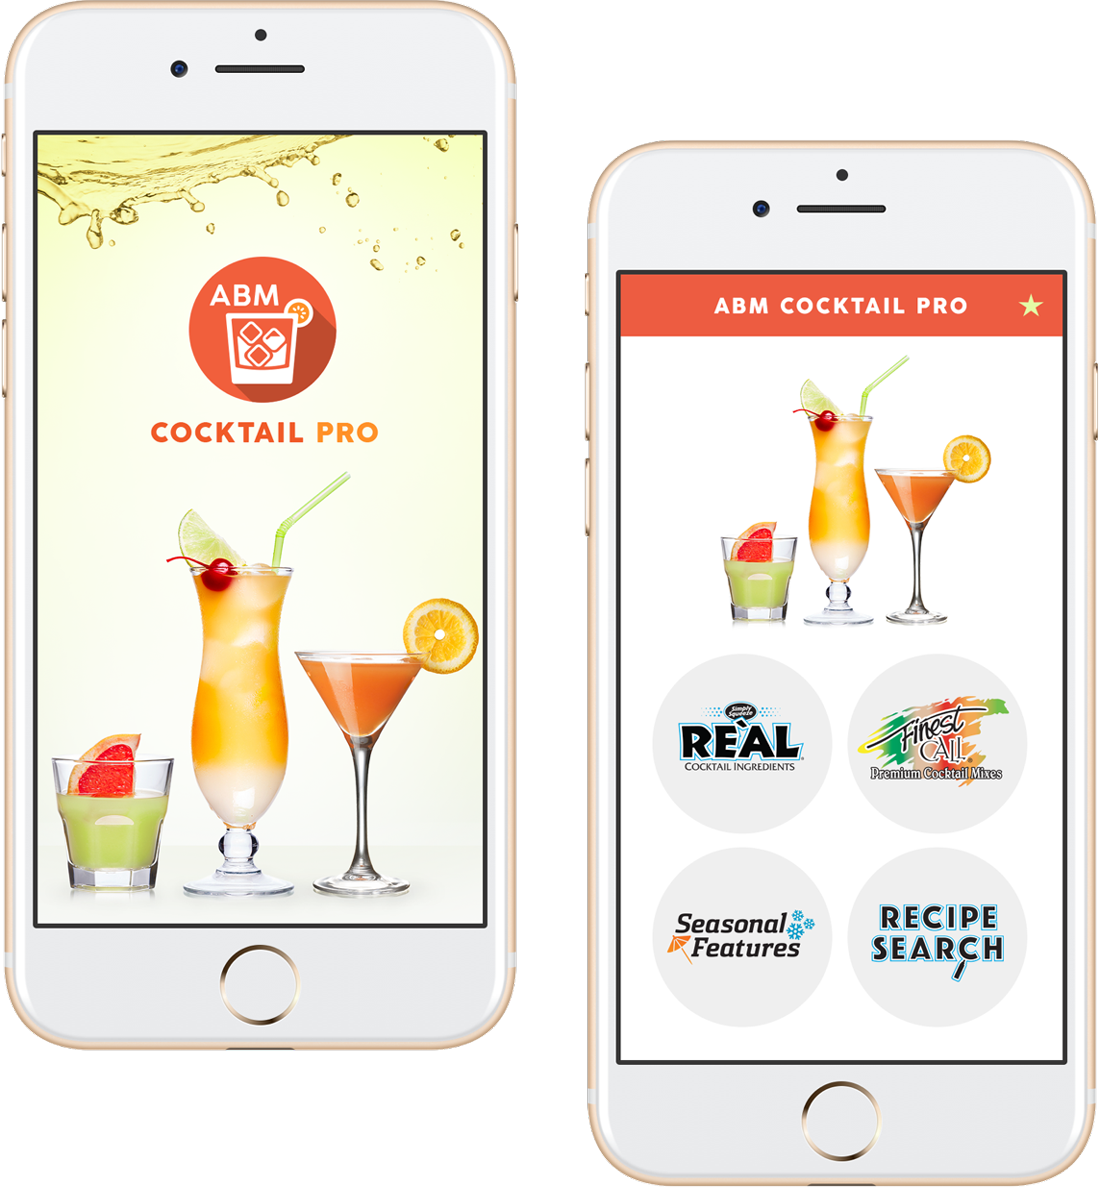 ABM
COCKTAIL PRO
ABM COCKTAIL PRO
Simply
Squeeze
REÀL
COCKTAIL INGREDIENTS
Finest
CALL
Premium Cocktail Mixes
Seasonal
Features
RECIPE
SEARCH